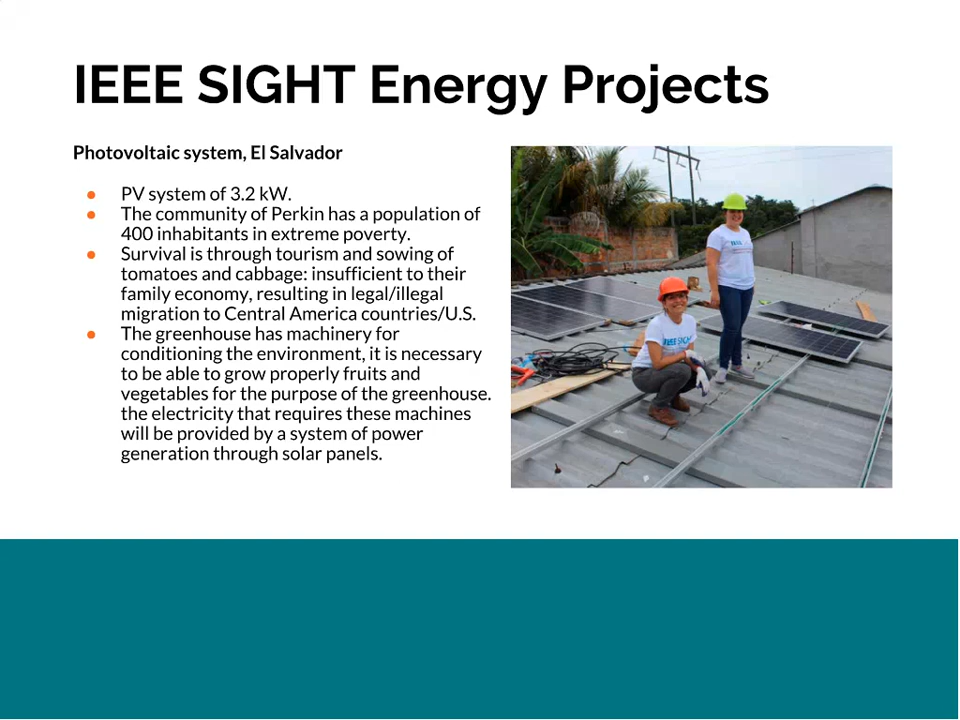 IEEE SIGHT Energy Projects
Photovoltaic system, El Salvador
● PV system of 3.2 kW.
● The community of Perkin has a population of
400 inhabitants in extreme poverty.
● Survival is through tourism and sowing of
tomatoes and cabbage: insufficient to their
family economy, resulting in legal/illegal
migration to Central America countries/U.S.
● The greenhouse has machinery for
conditioning the environment, it is necessary
to be able to grow properly fruits and
vegetables for the purpose of the greenhouse.
the electricity that requires these machines
will be provided by a system of power
generation through solar panels.